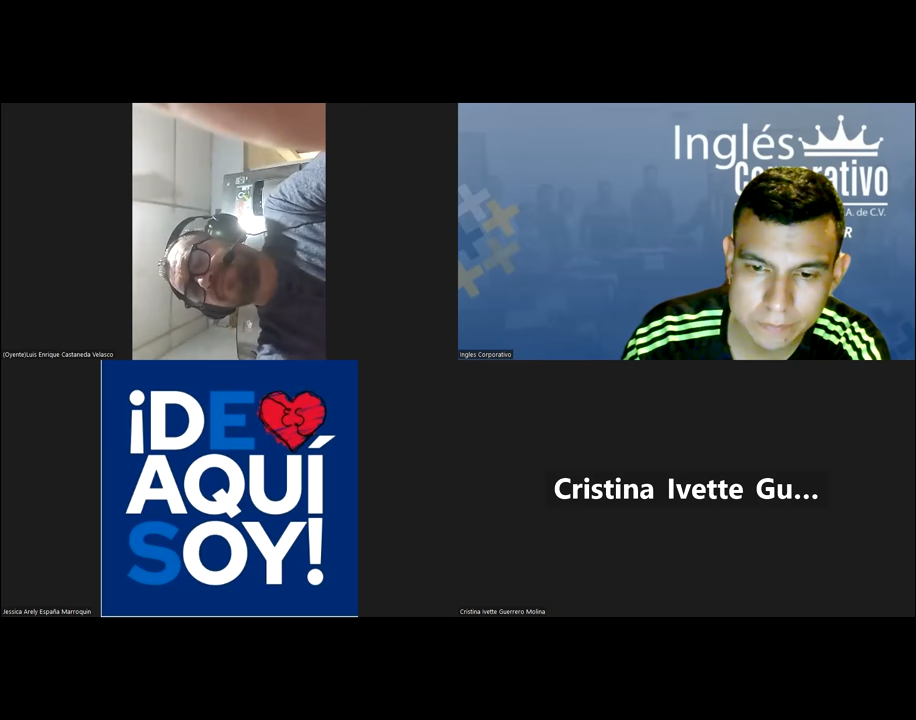 Inglés
Corporativo
A. de C.V.
R
(Oyente)Luis Enrique Castaneda Velasco
Ingles Corporativo
¡DE
AQUÍ
SOY!
Cristina Ivette Gu...
Jessica Arely España Marroquin
Cristina Ivette Guerrero Molina